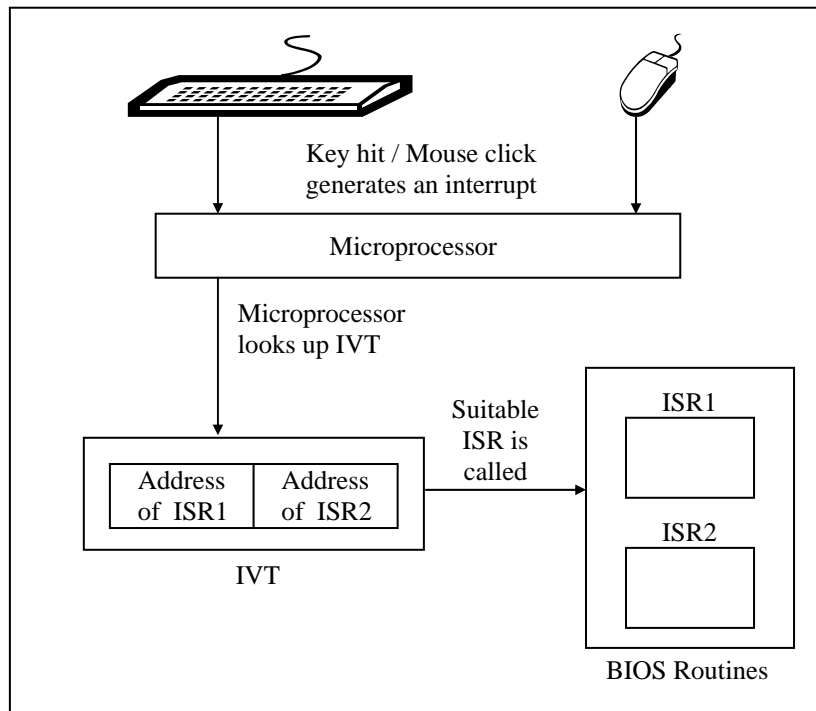 Key hit / Mouse click
generates an interrupt
Microprocessor
Microprocessor
looks up IVT
Suitable
ISR is
called
Address
of ISR1
Address
of ISR2
IVT
ISR1
ISR2
BIOS Routines